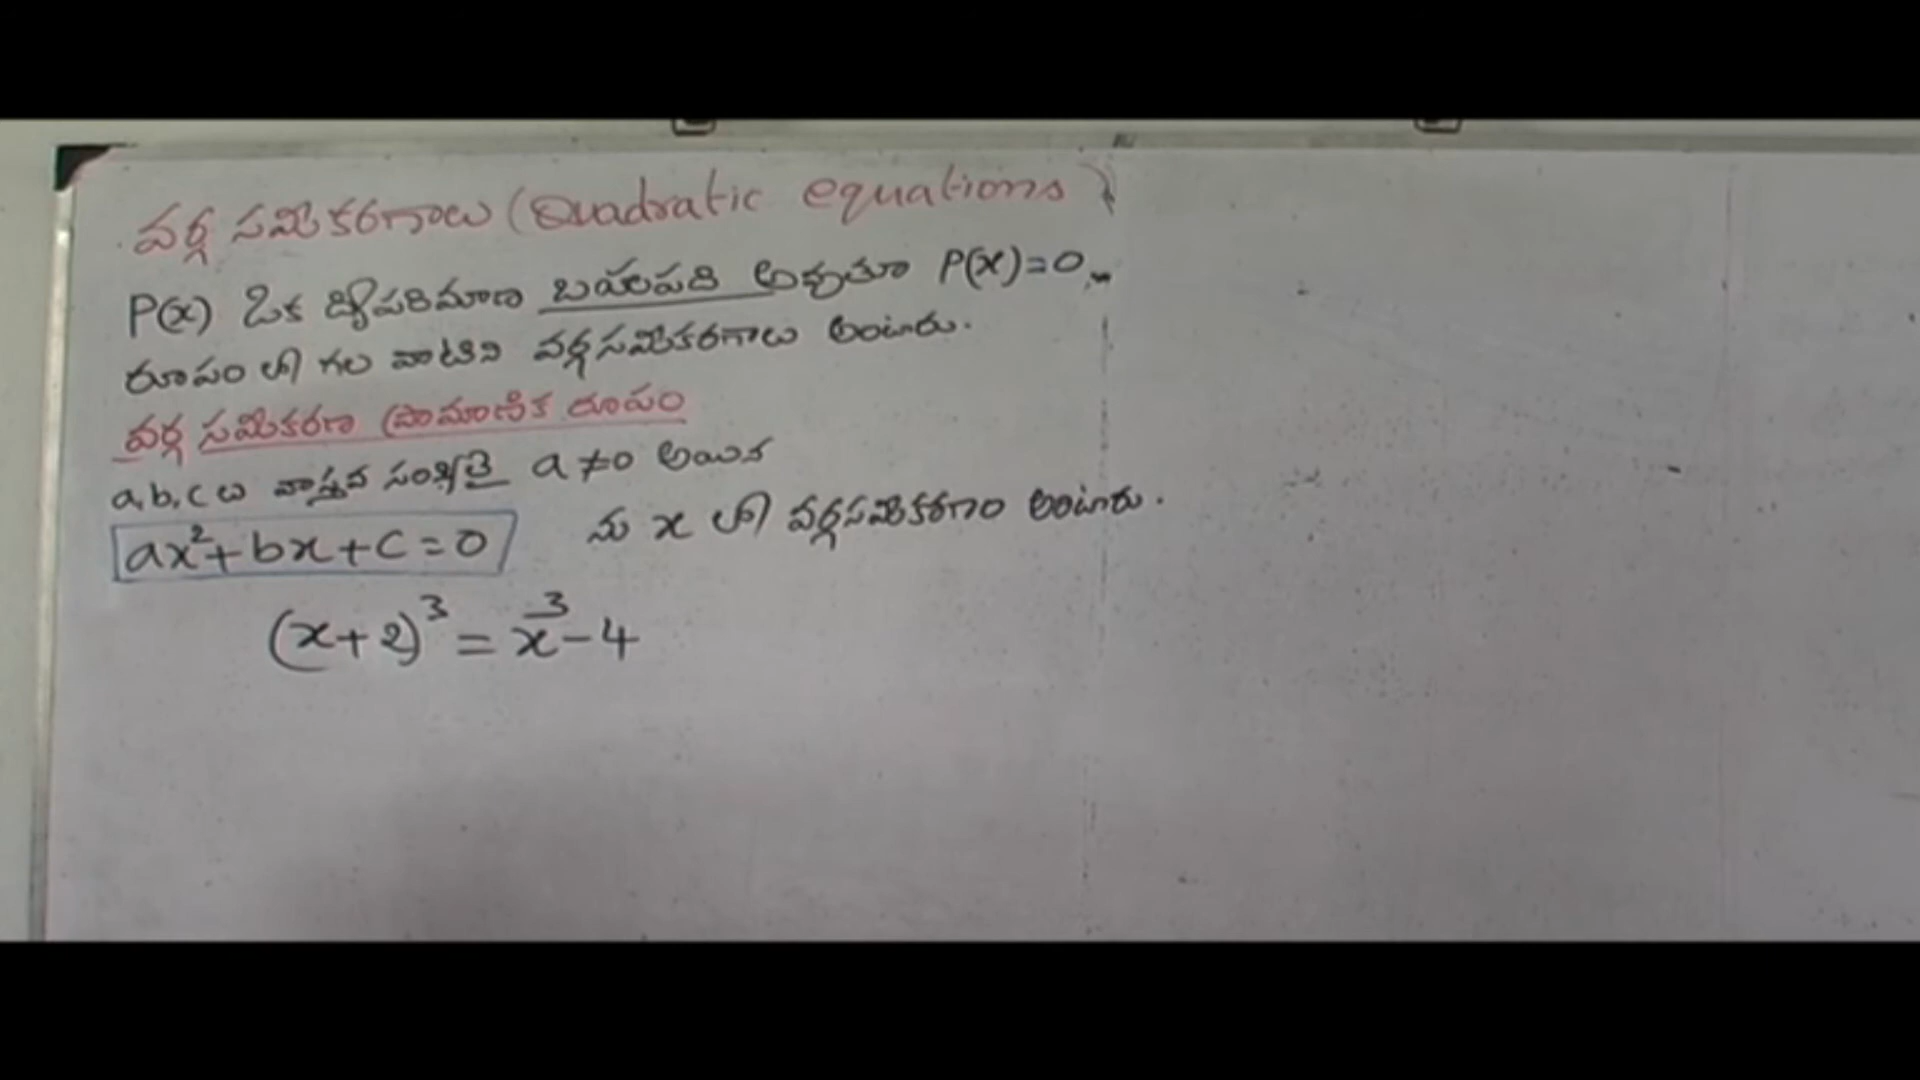 వర్గ సమీకరణాలు (Quadratic equations)
P(x) ఒక ద్విపరిమాణ బహుపది అవుతూ P(x)=0
రూపం లో గల వాటిని వర్గసమీకరణాలు అంటారు.
వర్గ సమీకరణ ప్రామాణిక రూపం
a,b,c లు వాస్తవ సంఖ్యలై a≠0 అయిన
ax²+bx+c=0 ను x లో వర్గసమీకరణం అంటారు.
(x+2)³ = x³-4